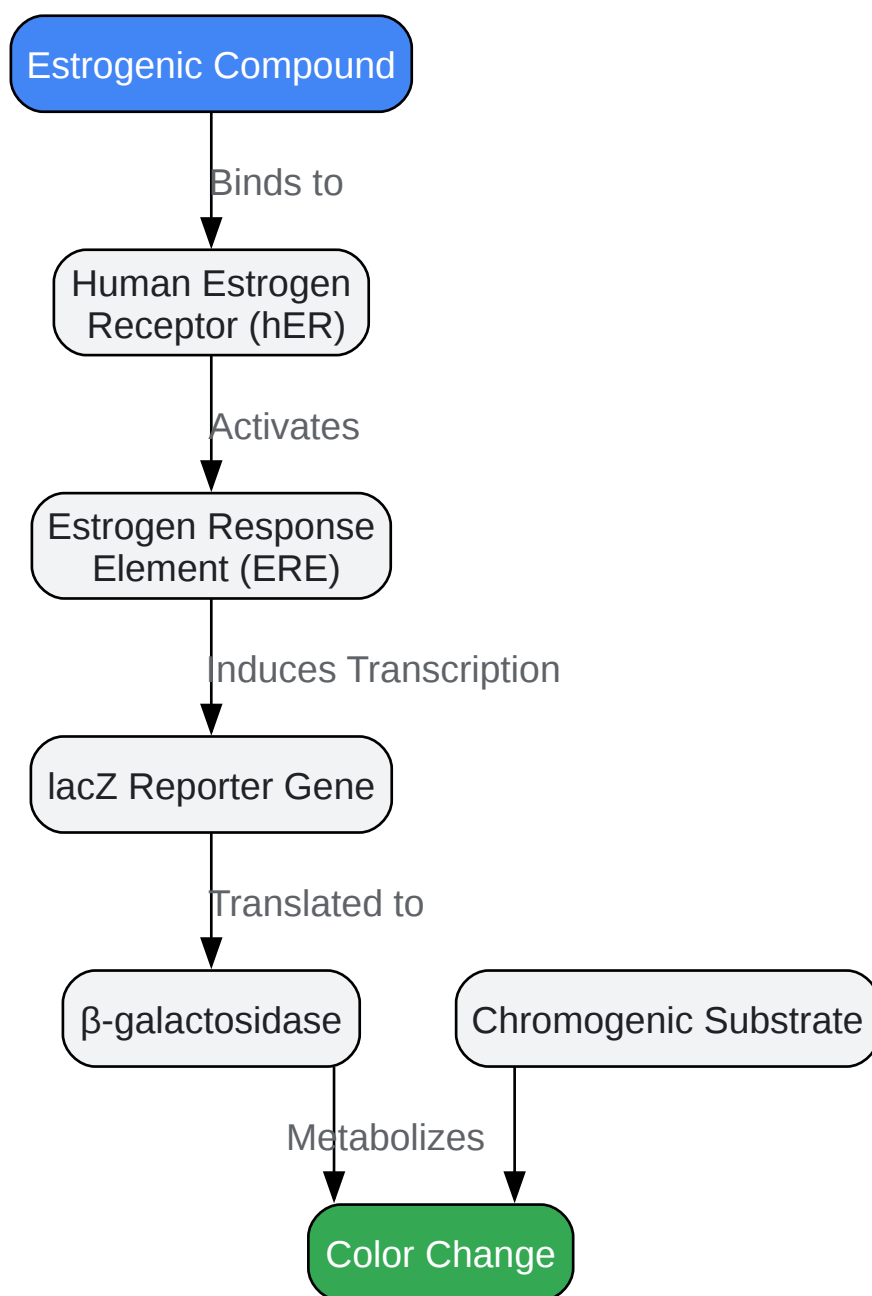 Estrogenic Compound
Binds to
Human Estrogen
Receptor (hER)
Activates
Estrogen Response
Element (ERE)
Induces Transcription
lacZ Reporter Gene
Translated to
β-galactosidase
Chromogenic Substrate
Metabolizes
Color Change